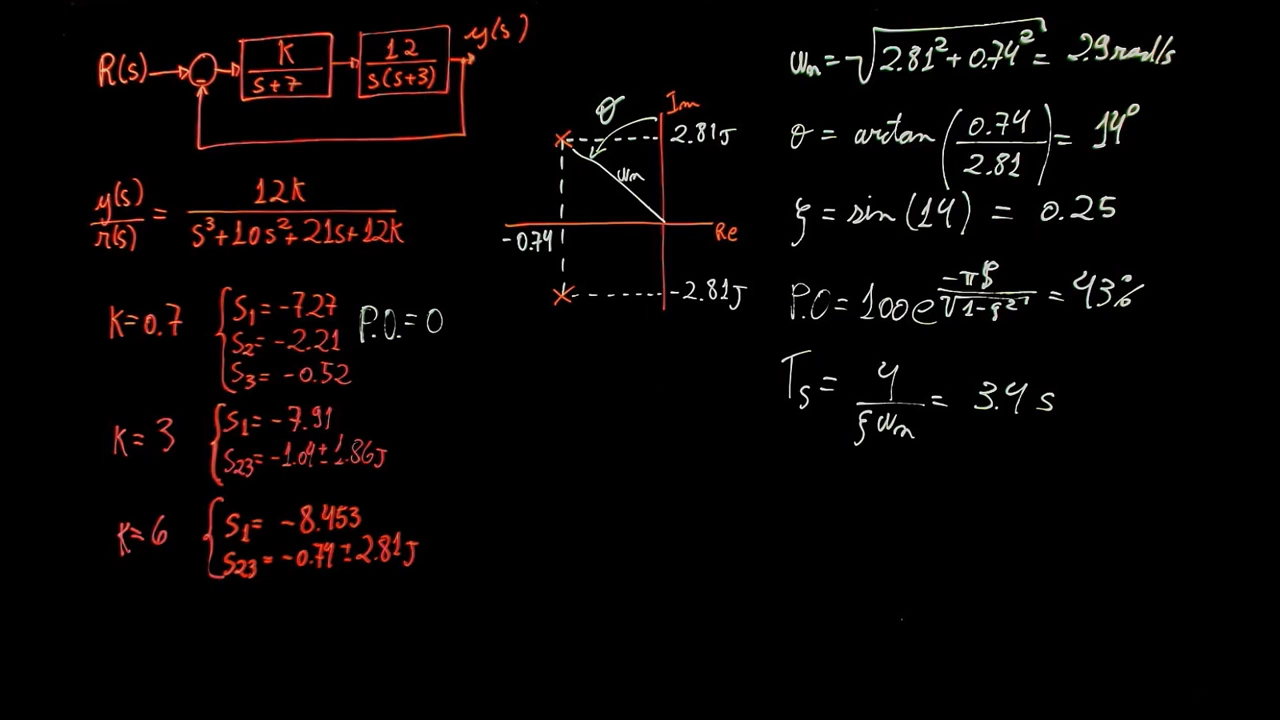 R(s)
K / (s+7)
12 / (s(s+3))
y(s)
y(s)/r(s) = 12K / (s³+10s²+21s+12K)
K=0.7 { S₁= -7.27
S₂= -2.21
S₃= -0.52
P.O.=0
K=3 { S₁= -7.91
S₂₃= -1.04±1.86J
K=6 { S₁= -8.453
S₂₃= -0.74±2.81J
Im
θ
2.81J
ωn
-0.74
Re
-2.81J
ωn=√(2.81²+0.74²) = 2.9 rad/s
θ = arctan(0.74/2.81) = 14°
ξ = sin(14) = 0.25
P.O = 100e^(-πξ/√(1-ξ²)) = 43%
Ts = 4/(ξωn) = 3.4 s